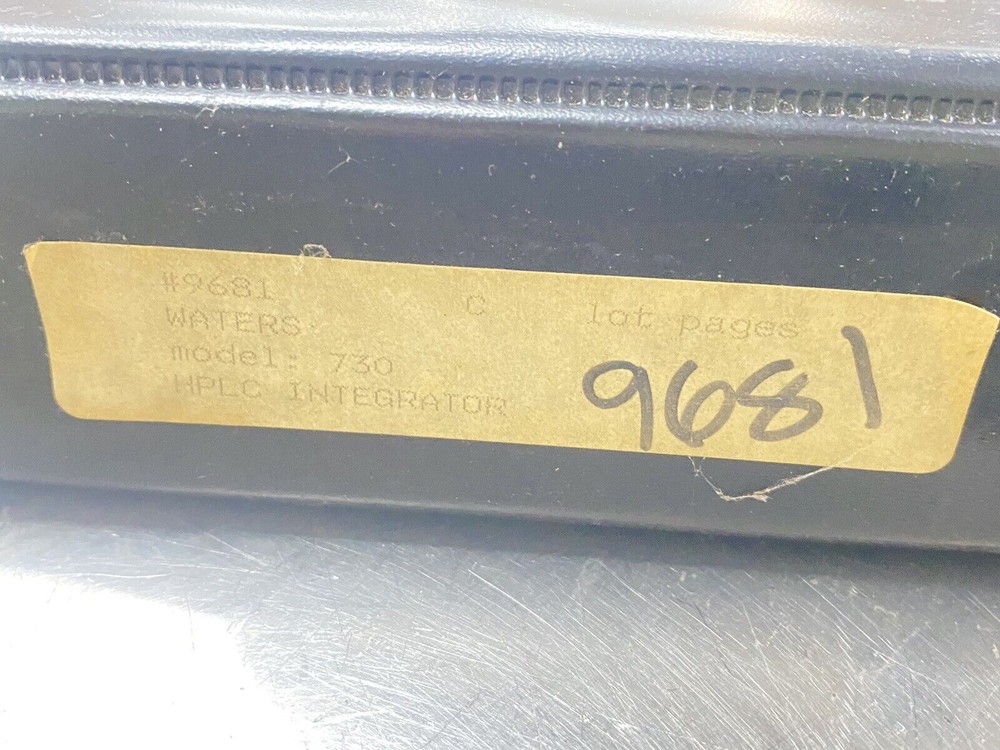 #9681 C lot pages
WATERS
model: 730
HPLC INTEGRATOR
9681